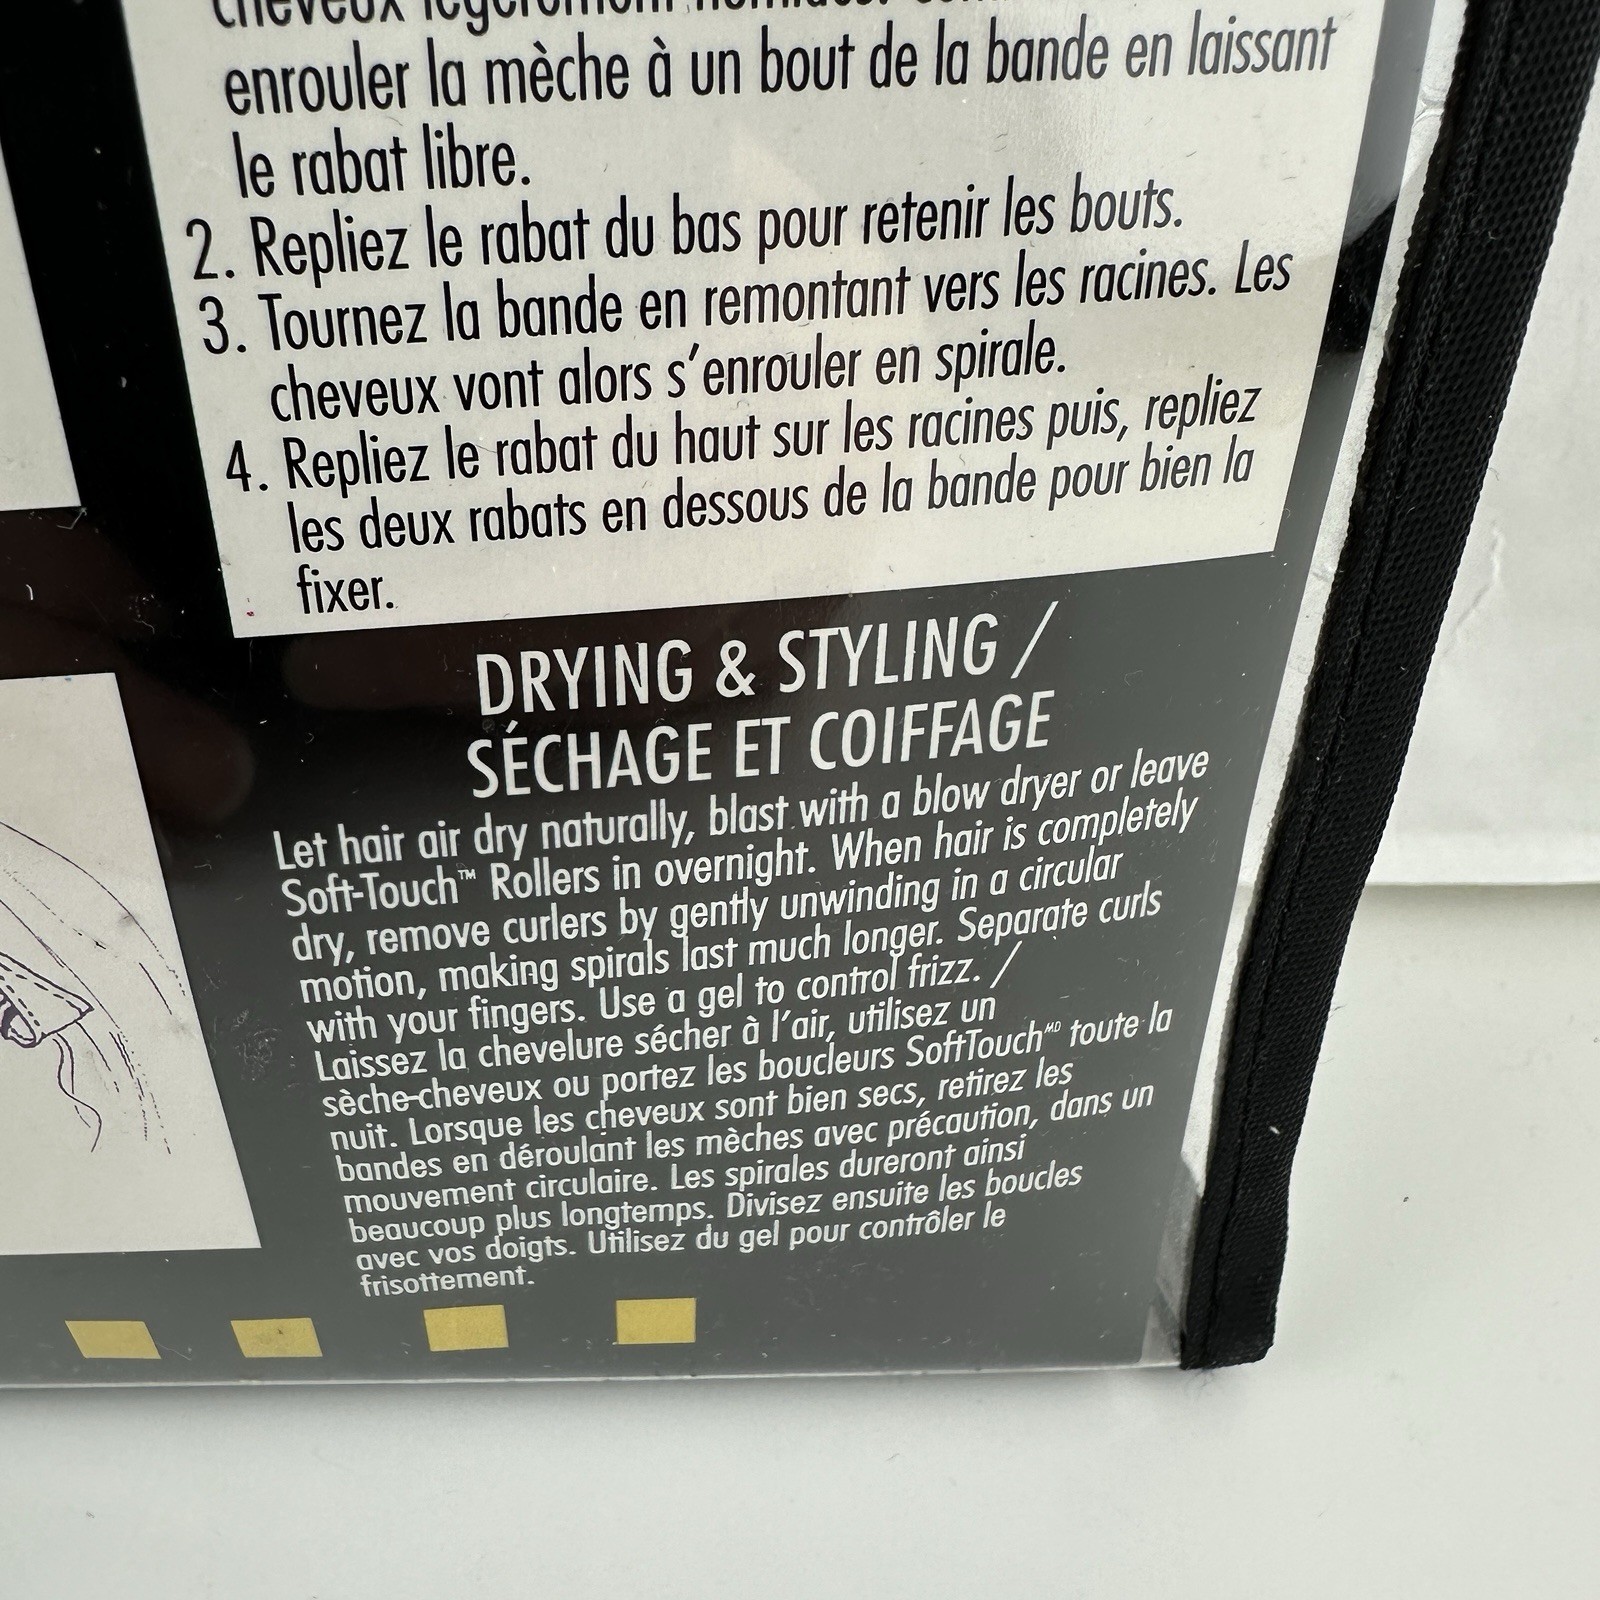 cheveux légèrement humides.
enrouler la mèche à un bout de la bande en laissant
le rabat libre.
2. Repliez le rabat du bas pour retenir les bouts.
3. Tournez la bande en remontant vers les racines. Les
cheveux vont alors s'enrouler en spirale.
4. Repliez le rabat du haut sur les racines puis, repliez
les deux rabats en dessous de la bande pour bien la
fixer.
DRYING & STYLING /
SÉCHAGE ET COIFFAGE
Let hair air dry naturally, blast with a blow dryer or leave
Soft-Touch™ Rollers in overnight. When hair is completely
dry, remove curlers by gently unwinding in a circular
motion, making spirals last much longer. Separate curls
with your fingers. Use a gel to control frizz. /
Laissez la chevelure sécher à l'air, utilisez un
sèche-cheveux ou portez les boucleurs SoftTouch MD toute la
nuit. Lorsque les cheveux sont bien secs, retirez les
bandes en déroulant les mèches avec précaution, dans un
mouvement circulaire. Les spirales dureront ainsi
beaucoup plus longtemps. Divisez ensuite les boucles
avec vos doigts. Utilisez du gel pour contrôler le
frisottement.